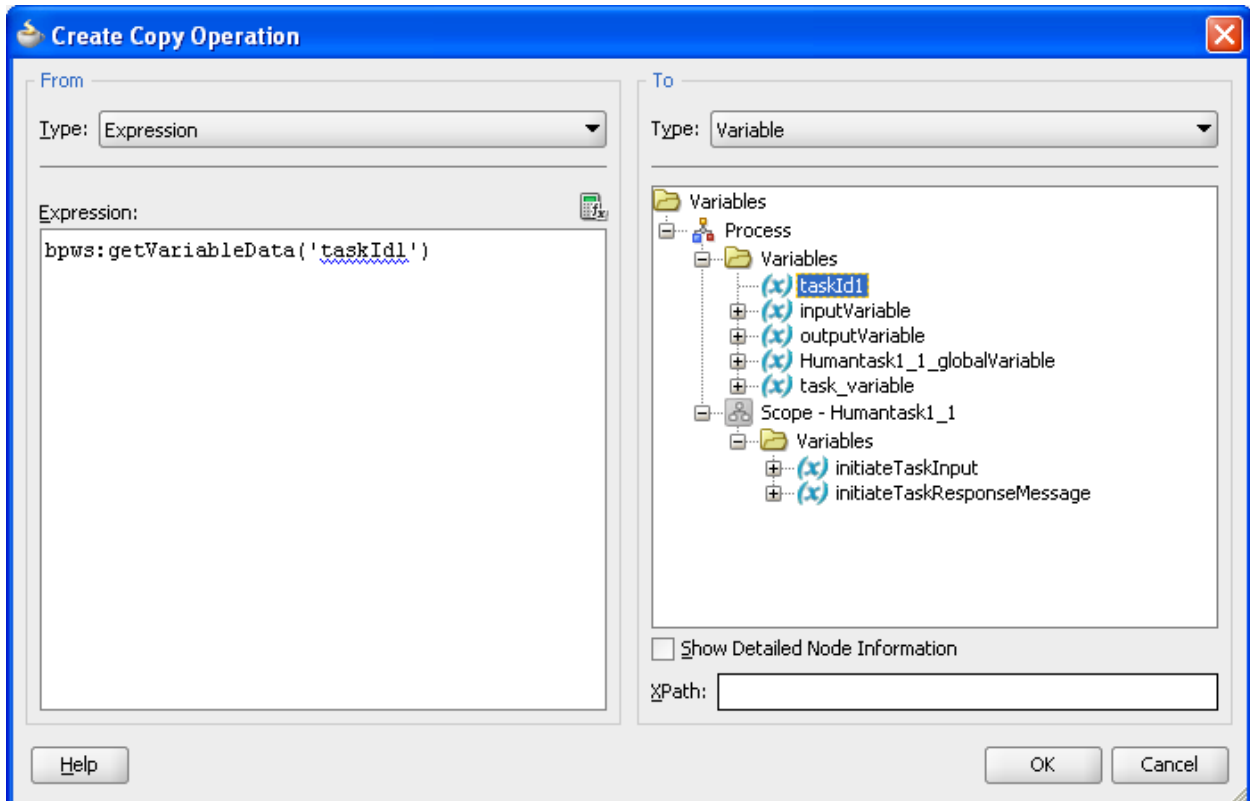 Create Copy Operation
From
Type: Expression
Expression:
bpws:getVariableData('taskId1')
To
Type: Variable
Variables
Process
Variables
(x) taskId1
(x) inputVariable
(x) outputVariable
(x) Humantask1_1_globalVariable
(x) task_variable
Scope - Humantask1_1
Variables
(x) initiateTaskInput
(x) initiateTaskResponseMessage
Show Detailed Node Information
XPath:
Help
OK
Cancel